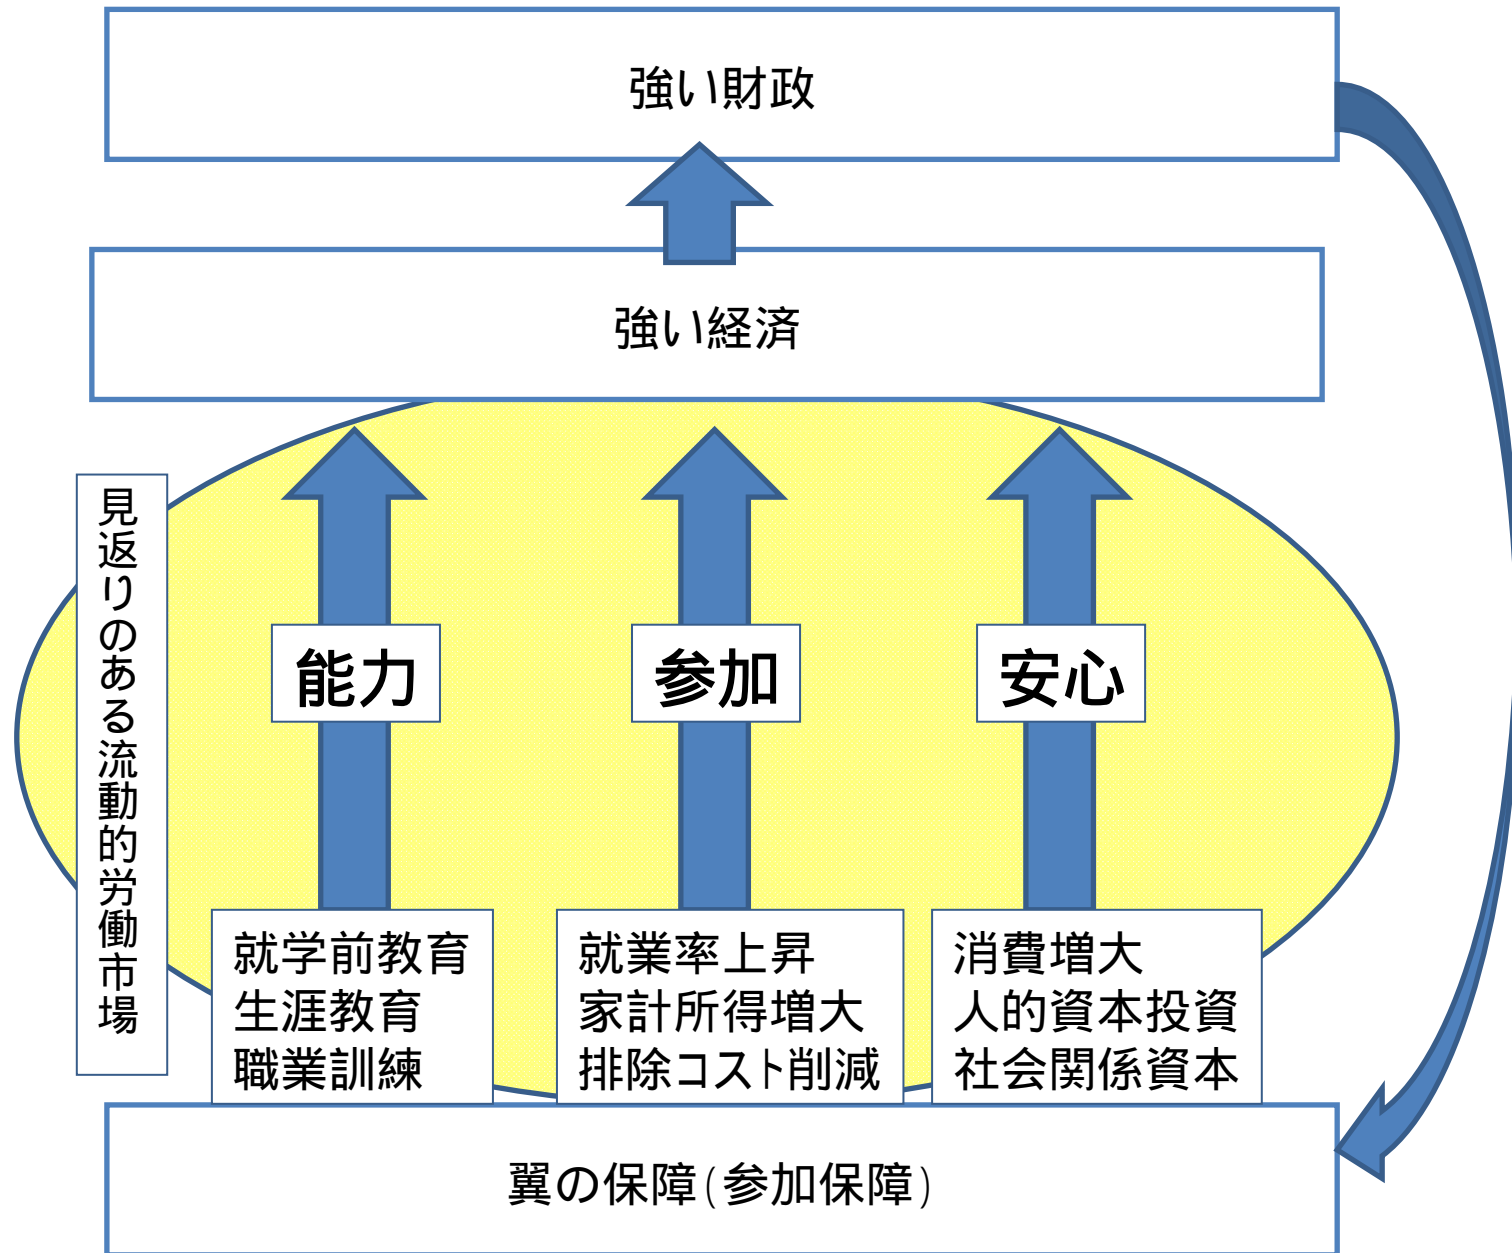 強い財政
強い経済
見返りのある流動的労働市場
能力
参加
安心
就学前教育
生涯教育
職業訓練
就業率上昇
家計所得増大
排除コスト削減
消費増大
人的資本投資
社会関係資本
翼の保障(参加保障)